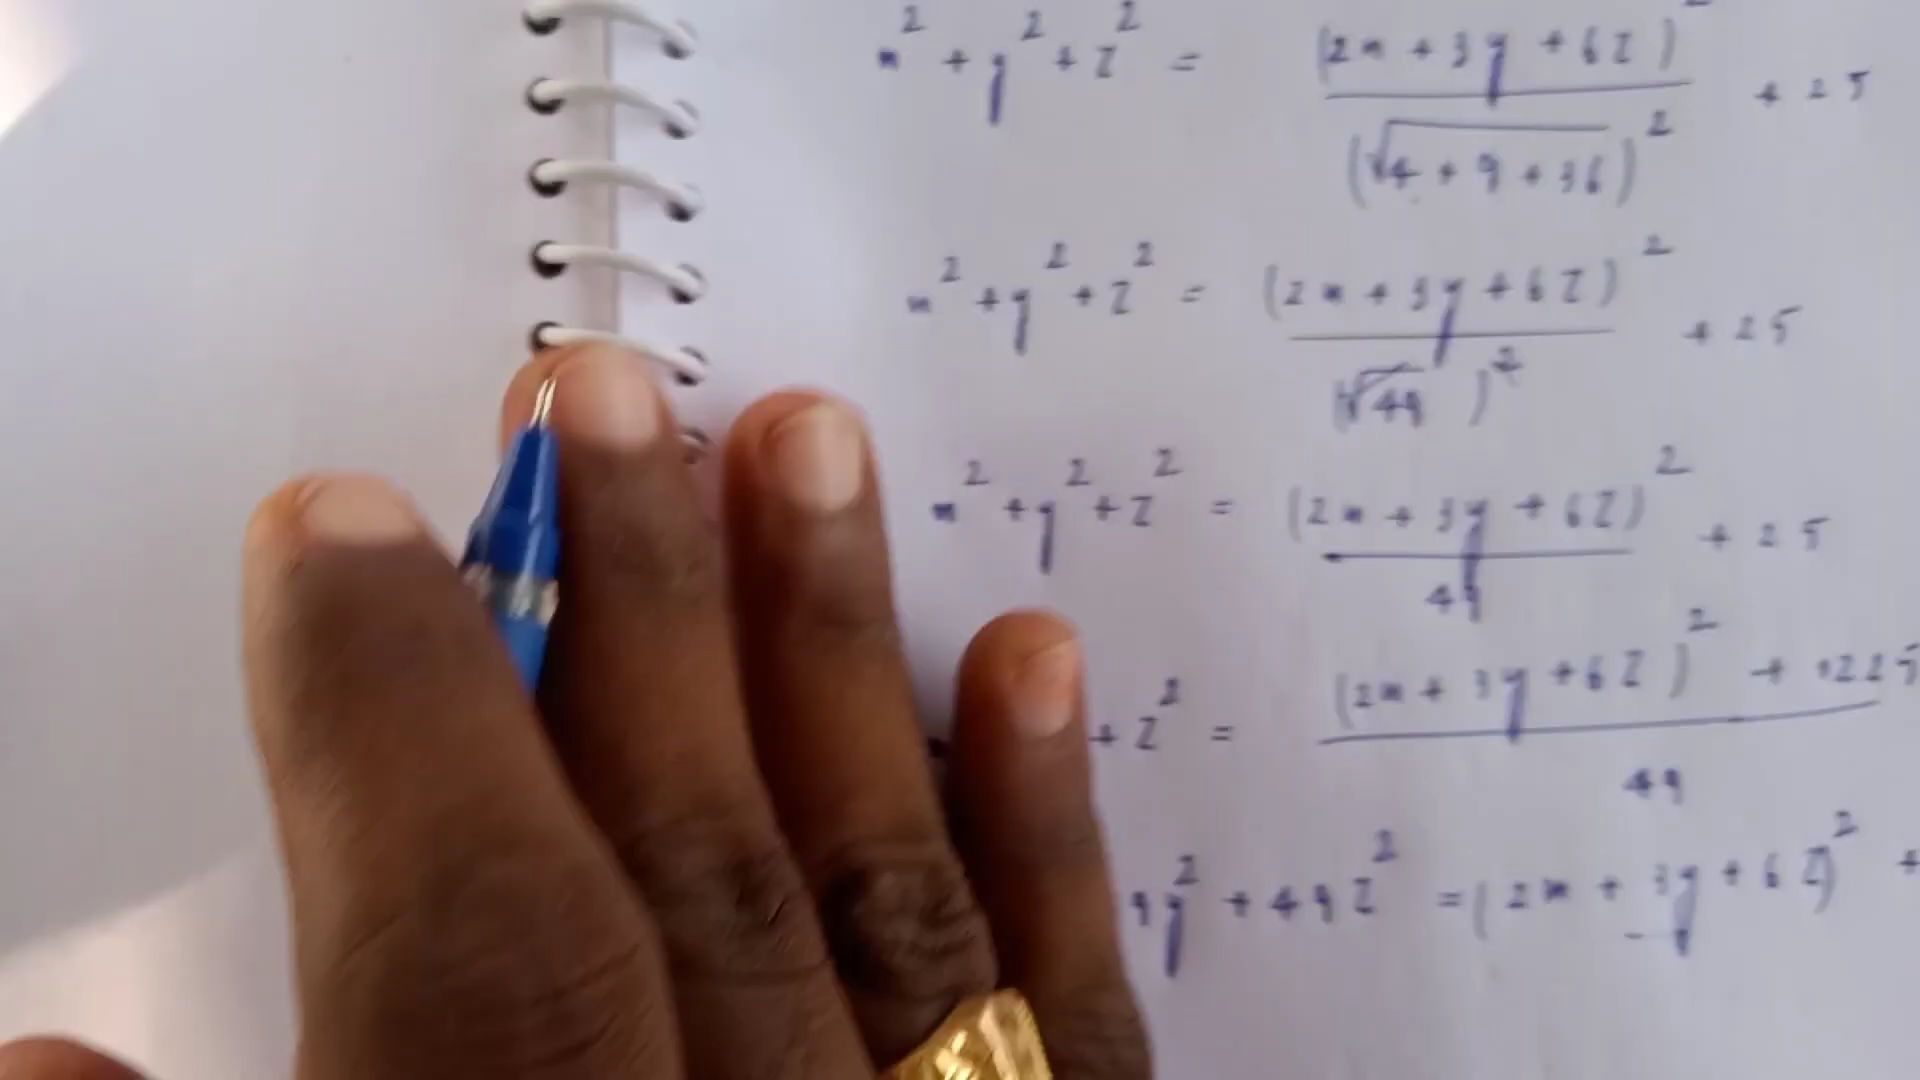 x² + y² + z² = (2x + 3y + 6z)² / (√4 + 9 + 36)² + 25
x² + y² + z² = (2x + 3y + 6z)² / (√49)² + 25
x² + y² + z² = (2x + 3y + 6z)² / 49 + 25
+ z² = (2x + 3y + 6z)² + 1225 / 49
9y² + 49z² = (2x + 3y + 6z)² +